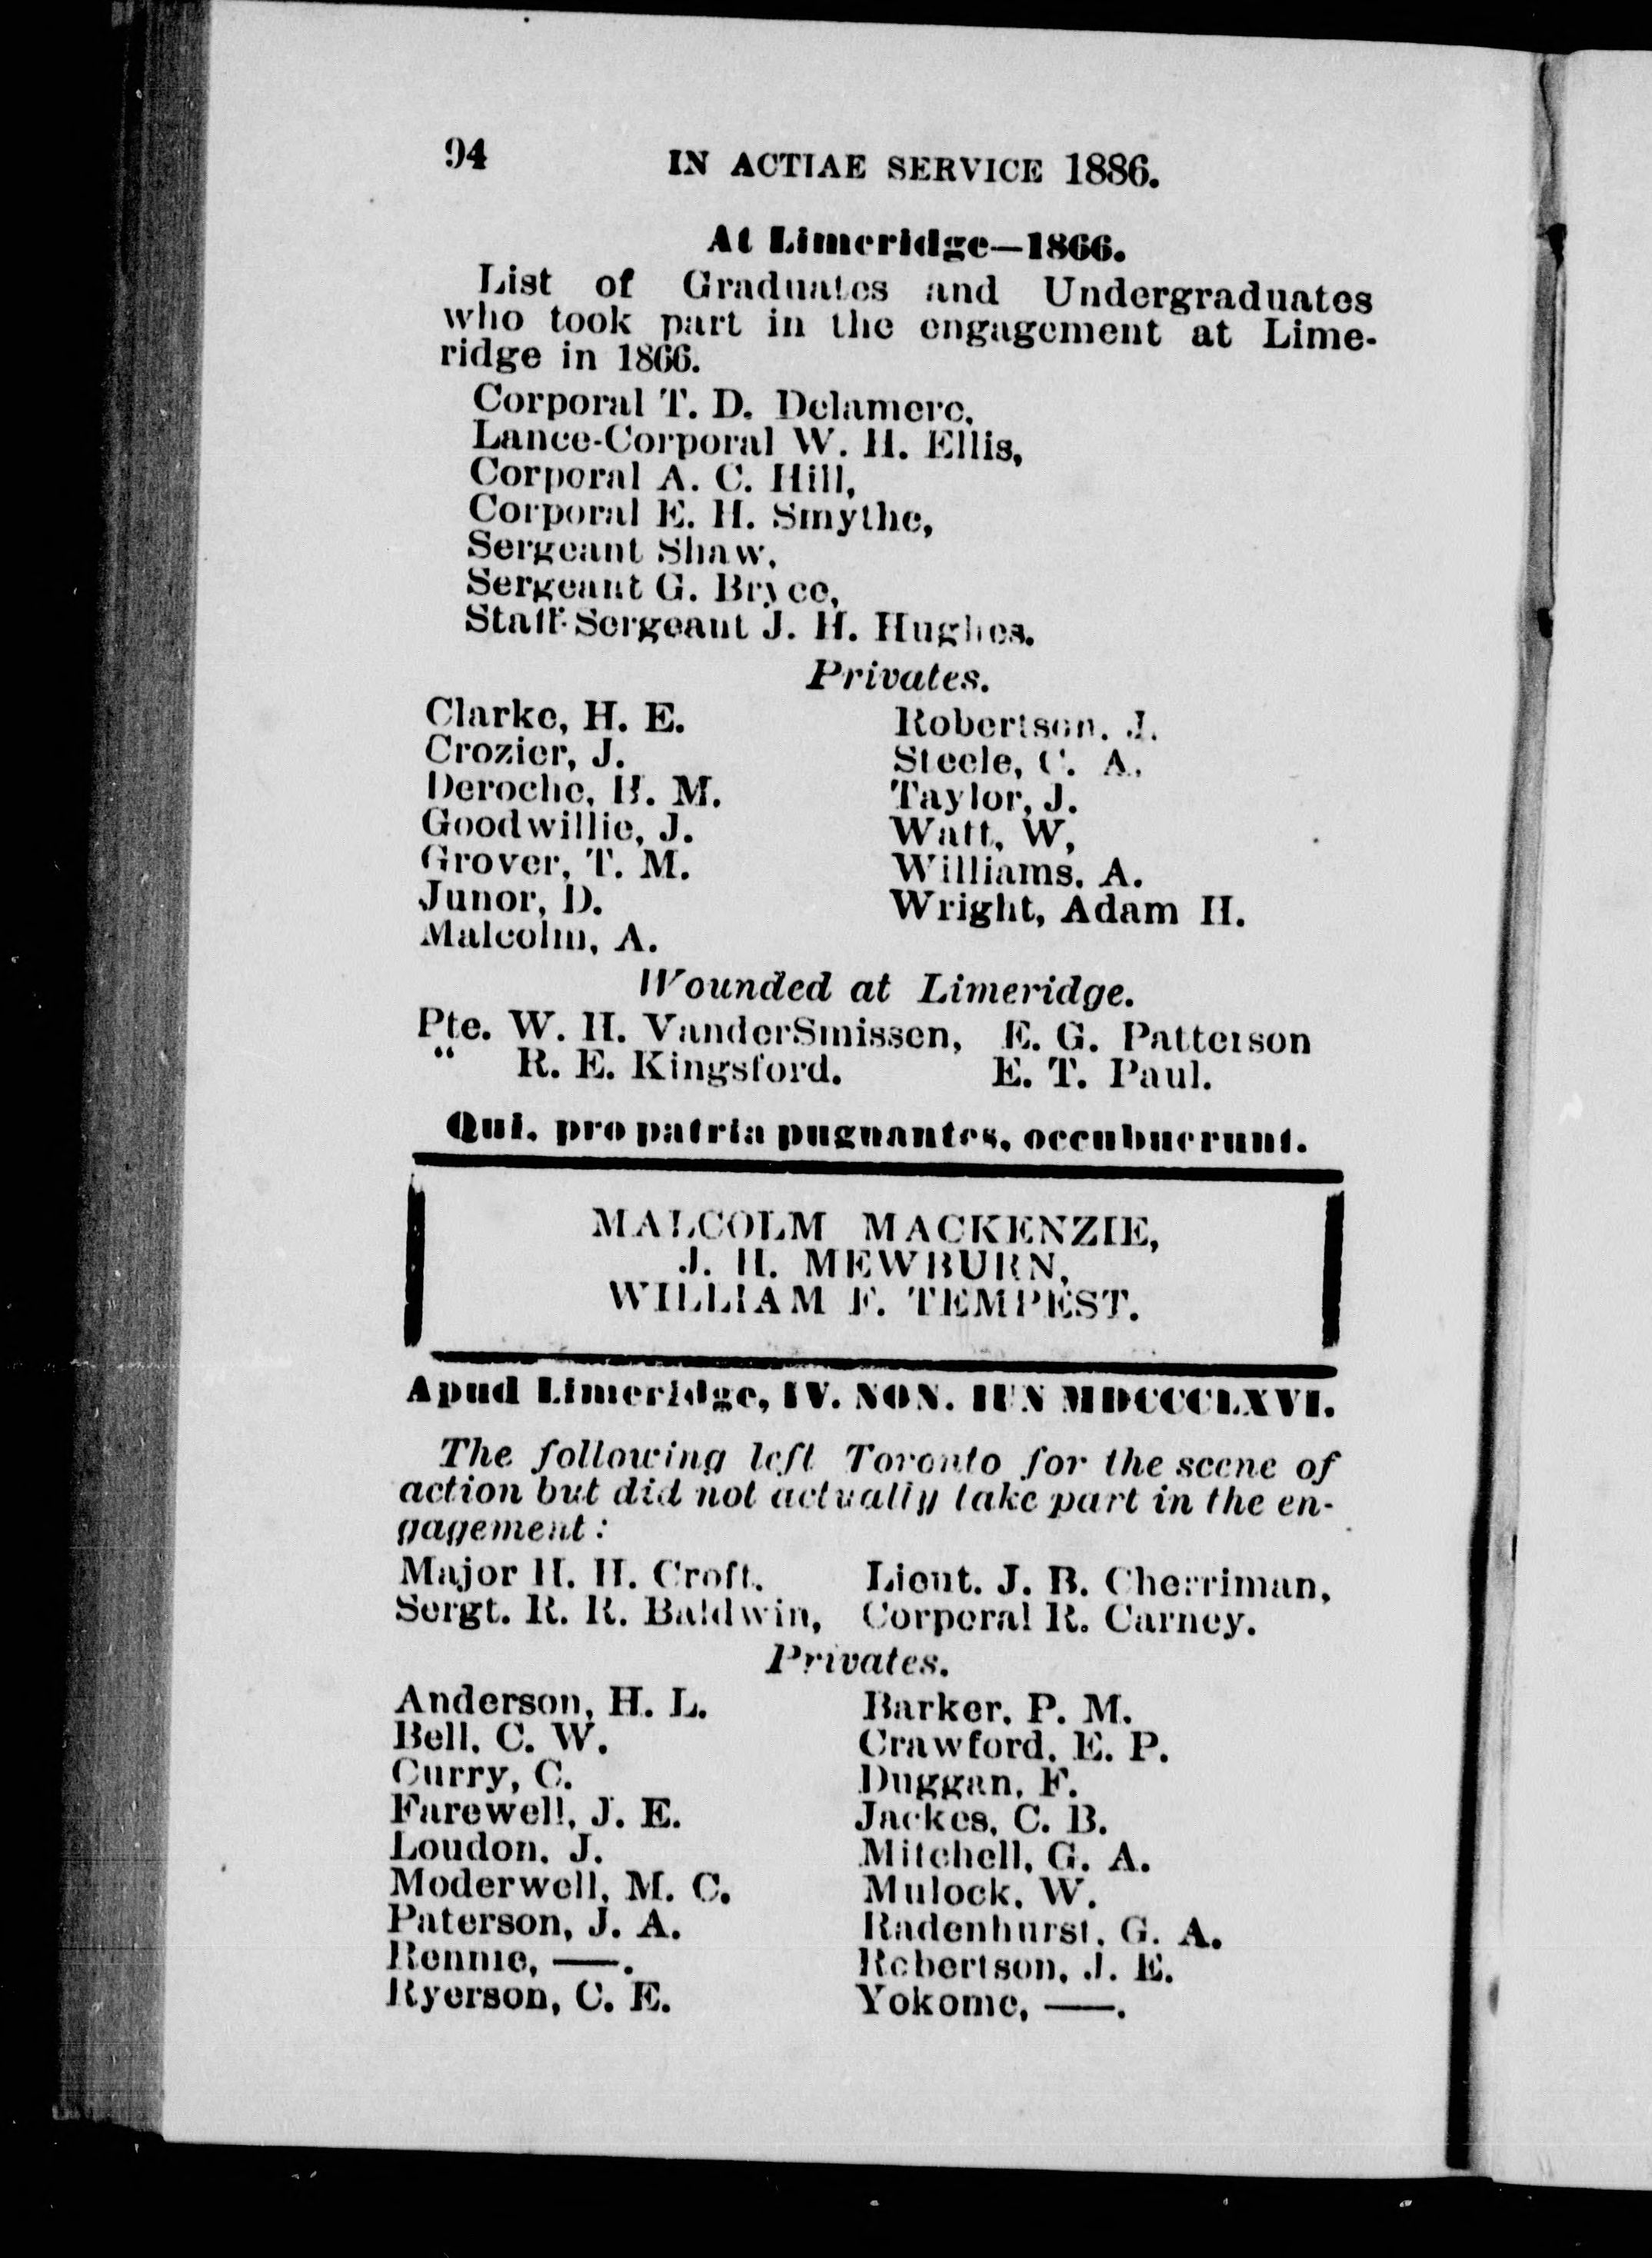 94 IN ACTIAE SERVICE 1886.
At Limeridge—1866.
List of Graduates and Undergraduates
who took part in the engagement at Lime-
ridge in 1866.
Corporal T. D. Delamere,
Lance-Corporal W. H. Ellis,
Corporal A. C. Hill,
Corporal E. H. Smythe,
Sergeant Shaw,
Sergeant G. Bryce,
Staff-Sergeant J. H. Hughes.
Privates.
Clarke, H. E. Robertson, J.
Crozier, J. Steele, C. A.
Deroche, H. M. Taylor, J.
Goodwillie, J. Watt, W,
Grover, T. M. Williams, A.
Junor, D. Wright, Adam H.
Malcolm, A.
Wounded at Limeridge.
Pte. W. H. VanderSmissen, E. G. Patterson
“ R. E. Kingsford. E. T. Paul.
Qui, pro patria pugnantes, occubuerunt.
MALCOLM MACKENZIE,
J. H. MEWBURN,
WILLIAM F. TEMPEST.
Apud Limeridge, IV. NON. IUN MDCCCLXVI.
The following left Toronto for the scene of
action but did not actually take part in the en-
gagement:
Major H. H. Croft. Lieut. J. B. Cherriman,
Sergt. R. R. Baldwin, Corporal R. Carney.
Privates.
Anderson, H. L. Barker, P. M.
Bell, C. W. Crawford, E. P.
Curry, C. Duggan, F.
Farewell, J. E. Jackes, C. B.
Loudon, J. Mitchell, G. A.
Moderwell, M. C. Mulock, W.
Paterson, J. A. Radenhurst, G. A.
Rennie, ——. Robertson, J. E.
Ryerson, C. E. Yokome, ——.